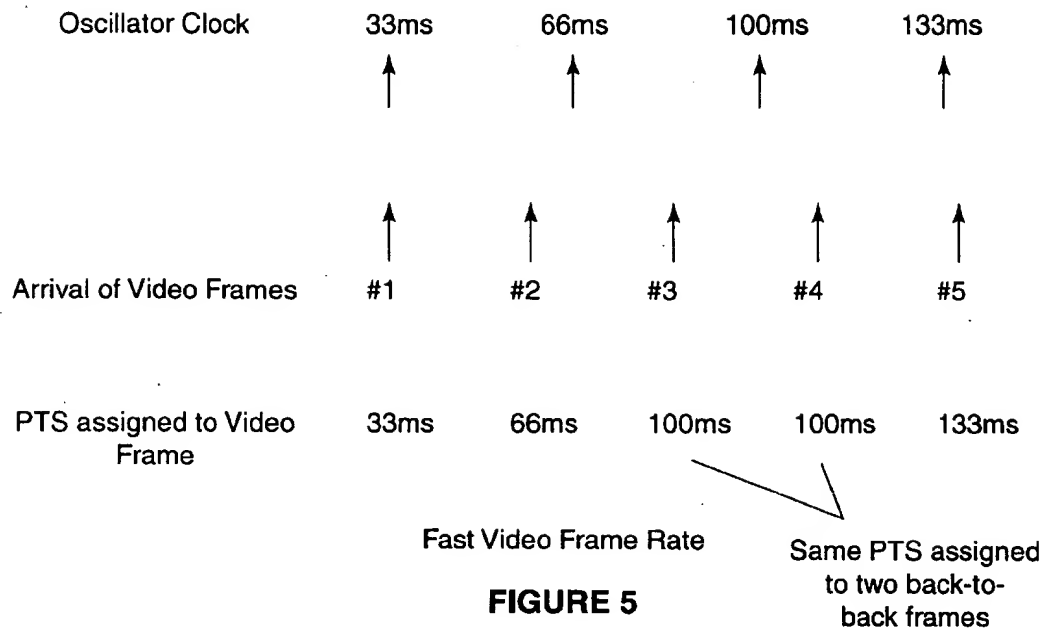 Oscillator Clock 33ms 66ms 100ms 133ms
Arrival of Video Frames #1 #2 #3 #4 #5
PTS assigned to Video 33ms 66ms 100ms 100ms 133ms
Frame
Fast Video Frame Rate
Same PTS assigned
to two back-to-
back frames
FIGURE 5